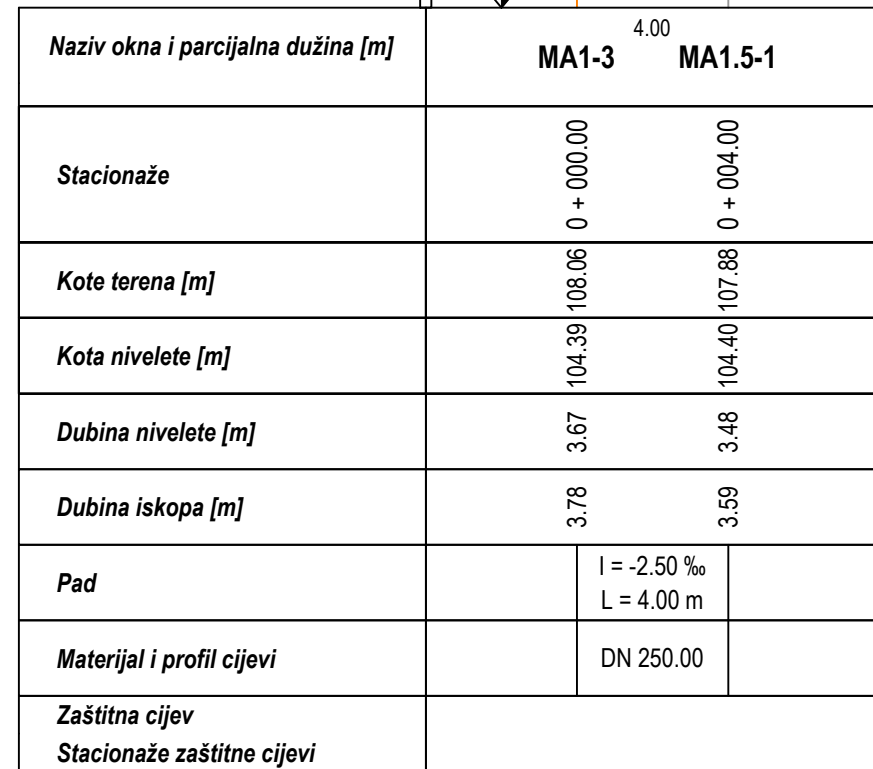 Naziv okna i parcijalna dužina [m]
4.00
MA1-3 MA1.5-1
Stacionaže
0 + 000.00 0 + 004.00
Kote terena [m]
108.06 107.88
Kota nivelete [m]
104.39 104.40
Dubina nivelete [m]
3.67 3.48
Dubina iskopa [m]
3.78 3.59
Pad
I = -2.50 ‰
L = 4.00 m
Materijal i profil cijevi
DN 250.00
Zaštitna cijev
Stacionaže zaštitne cijevi